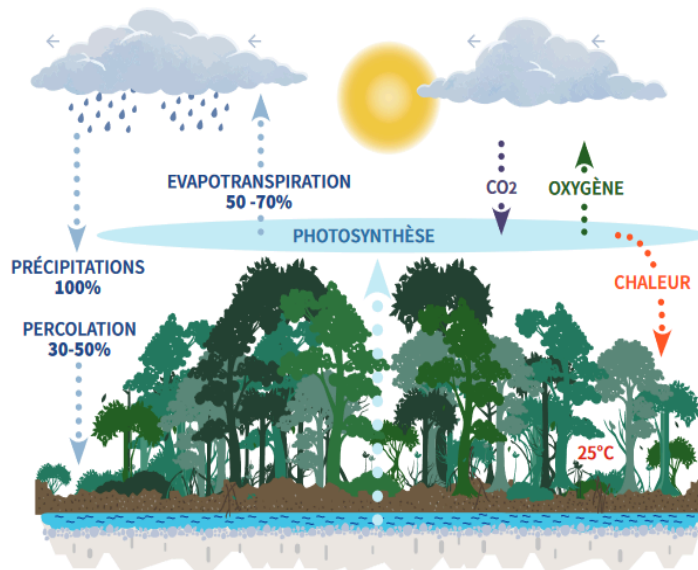 EVAPOTRANSPIRATION
50 -70%
CO2
OXYGÈNE
PHOTOSYNTHÈSE
PRÉCIPITATIONS
100%
CHALEUR
PERCOLATION
30-50%
25°C